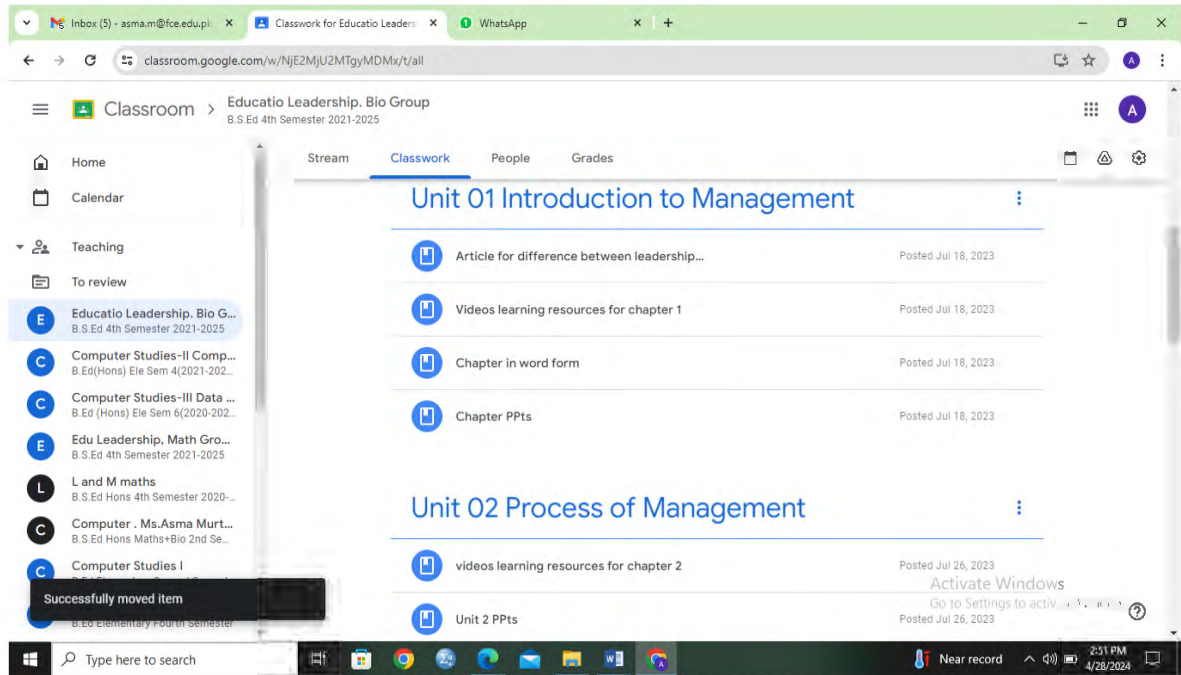 Inbox (5) - asma.m@fce.edu.pk
Classwork for Educatio Leaders
WhatsApp
classroom.google.com/w/NjE2MjU2MTgyMDMx/t/all
Classroom > Educatio Leadership. Bio Group
B.S.Ed 4th Semester 2021-2025
A
Home
Calendar
Teaching
To review
E Educatio Leadership. Bio G...
B.S.Ed 4th Semester 2021-2025
C Computer Studies-II Comp...
B.Ed(Hons) Ele Sem 4(2021-202...
C Computer Studies-III Data ...
B.Ed (Hons) Ele Sem 6(2020-202...
E Edu Leadership, Math Gro...
B.S.Ed 4th Semester 2021-2025
L L and M maths
B.S.Ed Hons 4th Semester 2020-...
C Computer . Ms.Asma Murt...
B.S.Ed Hons Maths+Bio 2nd Se...
C Computer Studies I
Successfully moved item
B.Ed Elementary Fourth Semester
Stream Classwork People Grades
Unit 01 Introduction to Management
Article for difference between leadership... Posted Jul 18, 2023
Videos learning resources for chapter 1 Posted Jul 18, 2023
Chapter in word form Posted Jul 18, 2023
Chapter PPts Posted Jul 18, 2023
Unit 02 Process of Management
videos learning resources for chapter 2 Posted Jul 26, 2023
Unit 2 PPts Posted Jul 26, 2023
Activate Windows
Go to Settings to activ
Type here to search
Near record
2:51 PM
4/28/2024